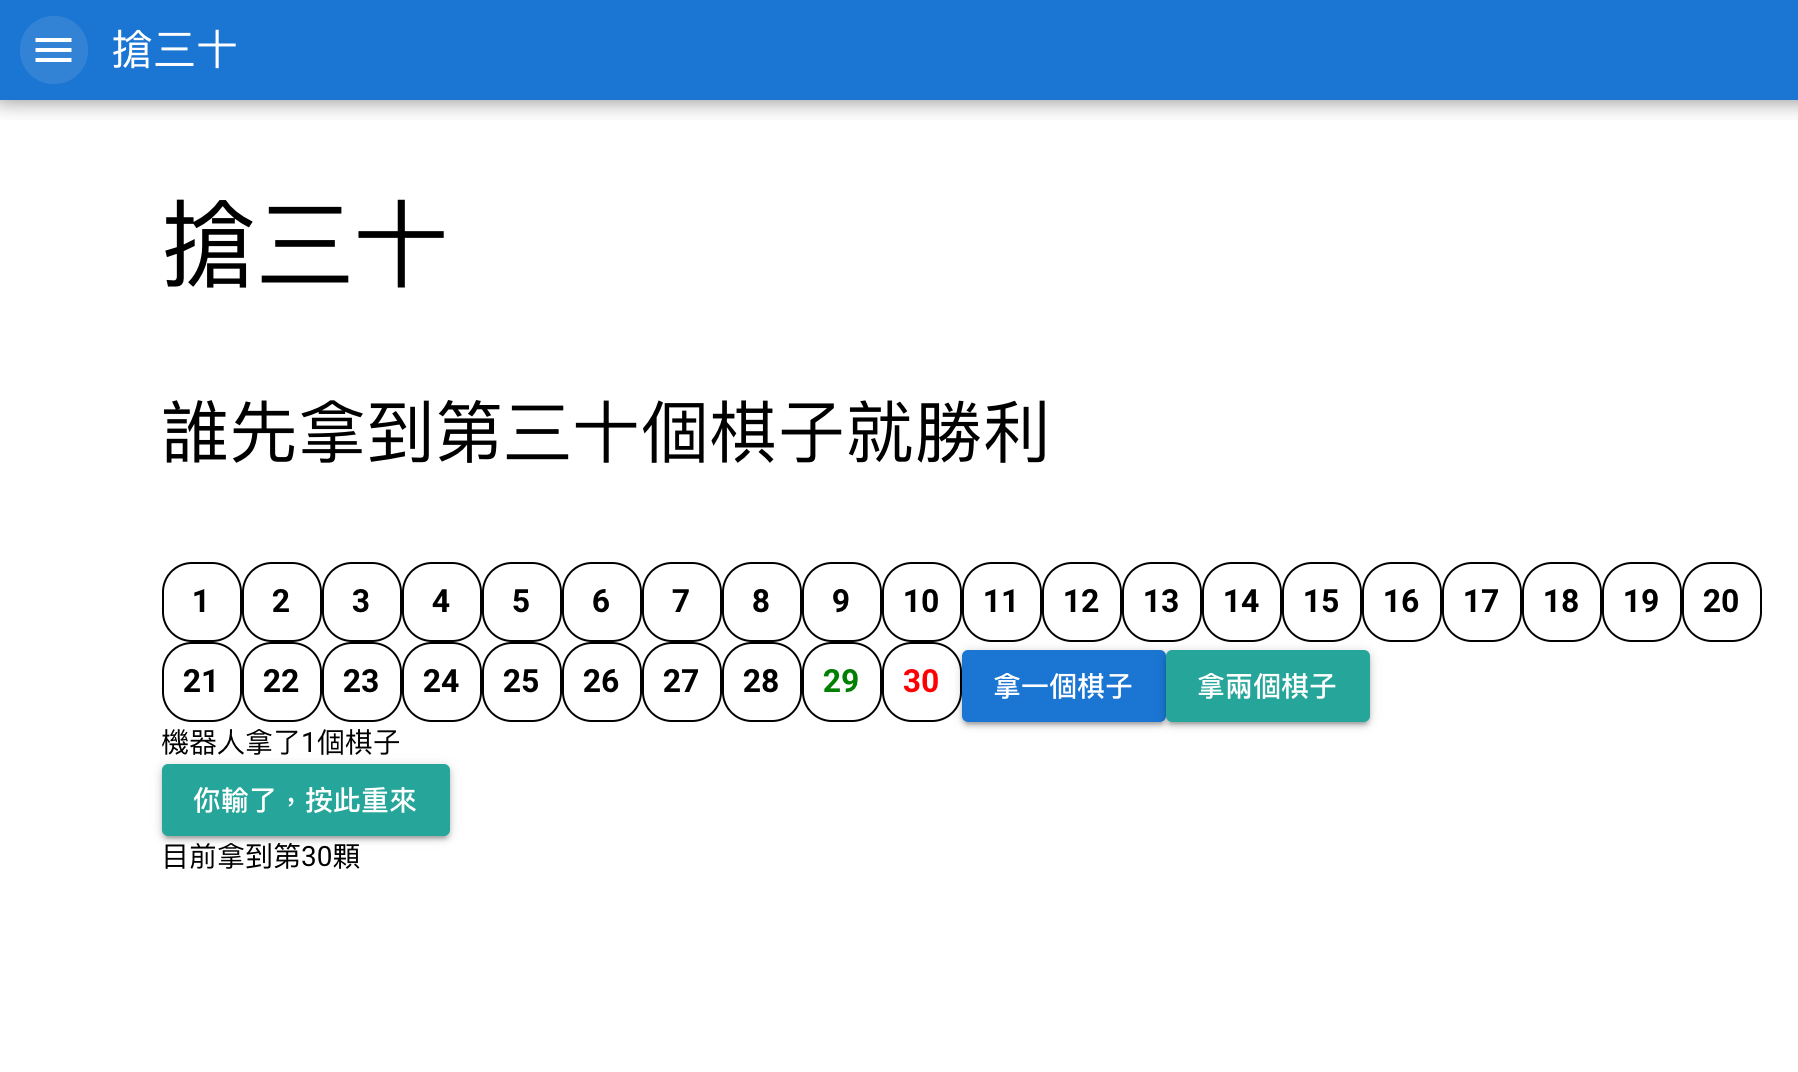 搶三十
搶三十
誰先拿到第三十個棋子就勝利
1 2 3 4 5 6 7 8 9 10 11 12 13 14 15 16 17 18 19 20
21 22 23 24 25 26 27 28 29 30 拿一個棋子 拿兩個棋子
機器人拿了1個棋子
你輸了，按此重來
目前拿到第30顆